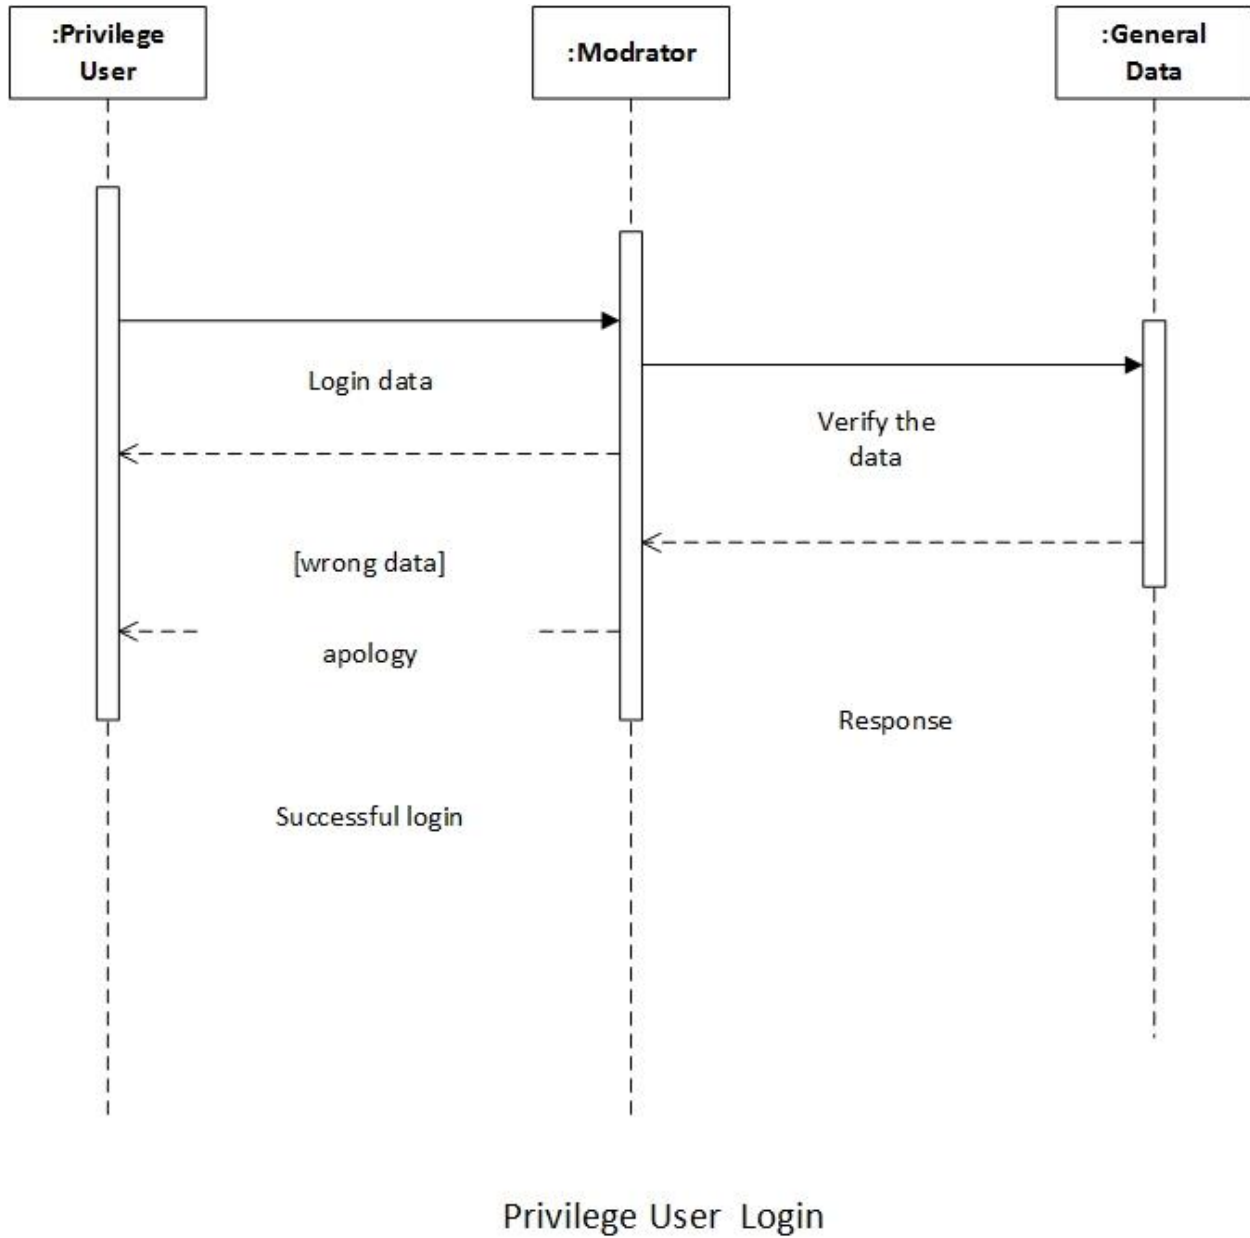 :Privilege
User
:Modrator
:General
Data
Login data
Verify the
data
[wrong data]
apology
Response
Successful login
Privilege User Login